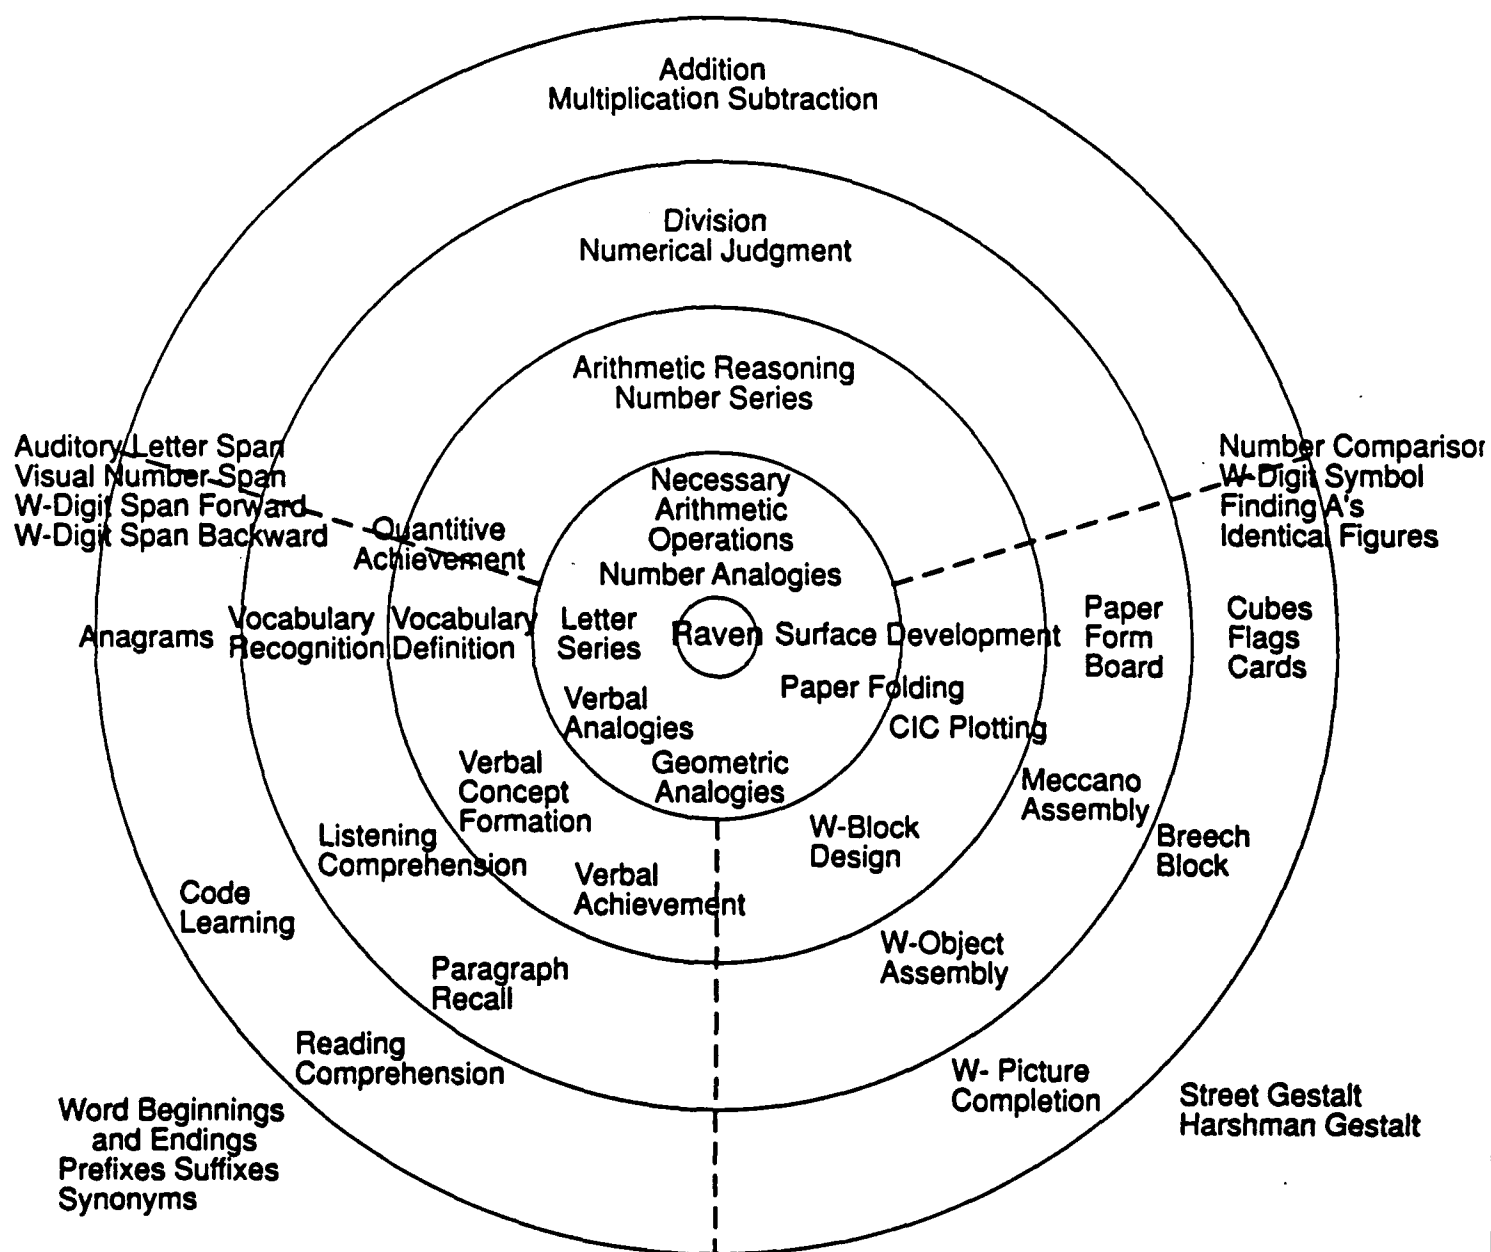 Addition
Multiplication Subtraction
Division
Numerical Judgment
Arithmetic Reasoning
Number Series
Auditory Letter Span
Visual Number Span
W-Digit Span Forward
W-Digit Span Backward
Number Comparison
W-Digit Symbol
Finding A's
Identical Figures
Necessary
Arithmetic
Operations
Number Analogies
Quantitive
Achievement
Anagrams
Vocabulary
Recognition
Vocabulary
Definition
Letter
Series
Raven
Surface Development
Paper
Form
Board
Cubes
Flags
Cards
Verbal
Analogies
Paper Folding
CIC Plotting
Geometric
Analogies
Verbal
Concept
Formation
Meccano
Assembly
Listening
Comprehension
W-Block
Design
Breech
Block
Verbal
Achievement
Code
Learning
W-Object
Assembly
Paragraph
Recall
Reading
Comprehension
W- Picture
Completion
Street Gestalt
Harshman Gestalt
Word Beginnings
and Endings
Prefixes Suffixes
Synonyms